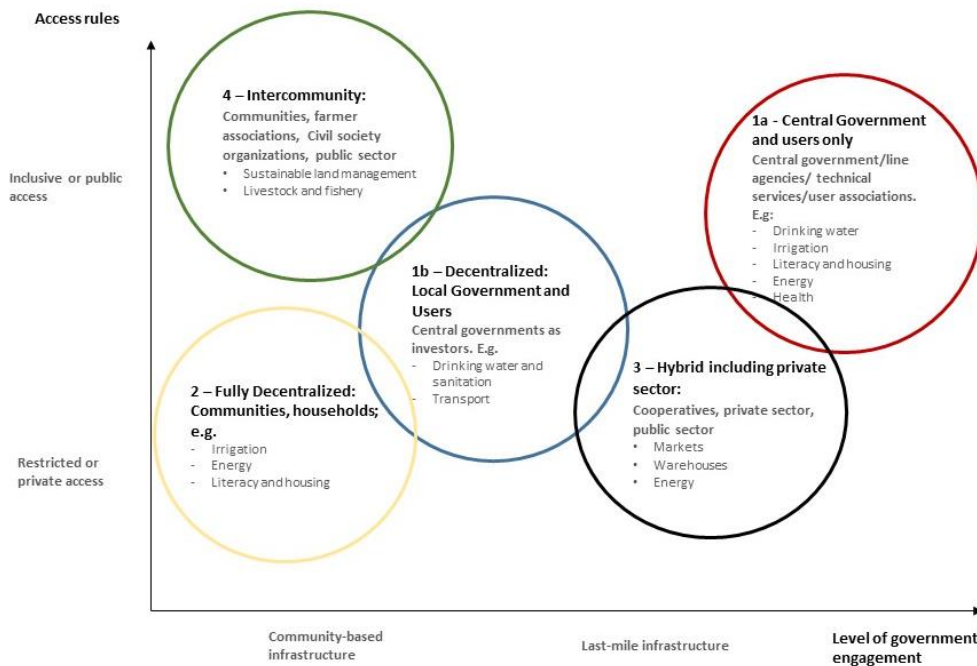 Access rules
Inclusive or public
access
Restricted or
private access
4 – Intercommunity:
Communities, farmer
associations, Civil society
organizations, public sector
• Sustainable land management
• Livestock and fishery
1a - Central Government
and users only
Central government/line
agencies/ technical
services/user associations.
E.g:
- Drinking water
- Irrigation
- Literacy and housing
- Energy
- Health
1b – Decentralized:
Local Government and
Users
Central governments as
investors. E.g.
- Drinking water and
sanitation
- Transport
2 – Fully Decentralized:
Communities, households;
e.g.
- Irrigation
- Energy
- Literacy and housing
3 – Hybrid including private
sector:
Cooperatives, private sector,
public sector
• Markets
• Warehouses
• Energy
Community-based
infrastructure
Last-mile infrastructure
Level of government
engagement